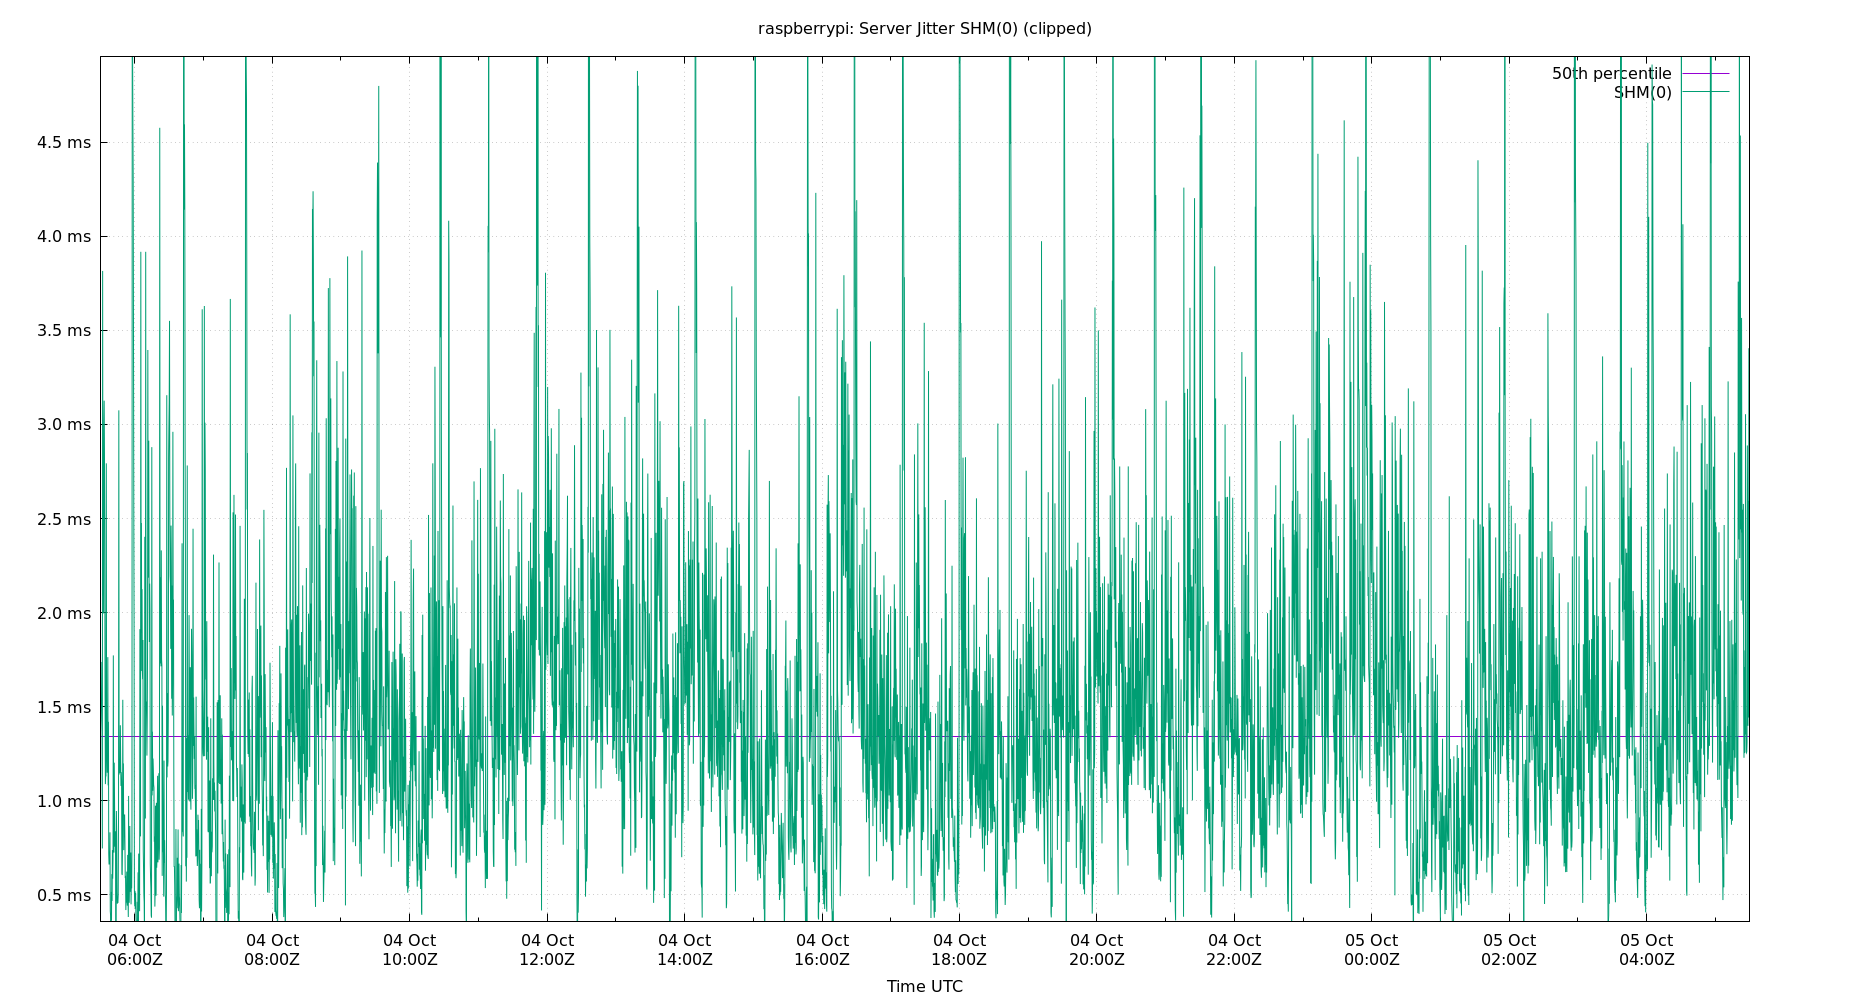 raspberrypi: Server Jitter SHM(0) (clipped)
50th percentile
SHM(0)
4.5 ms
4.0 ms
3.5 ms
3.0 ms
2.5 ms
2.0 ms
1.5 ms
1.0 ms
0.5 ms
04 Oct 04 Oct 04 Oct 04 Oct 04 Oct 04 Oct 04 Oct 04 Oct 04 Oct 05 Oct 05 Oct 05 Oct
06:00Z 08:00Z 10:00Z 12:00Z 14:00Z 16:00Z 18:00Z 20:00Z 22:00Z 00:00Z 02:00Z 04:00Z
Time UTC